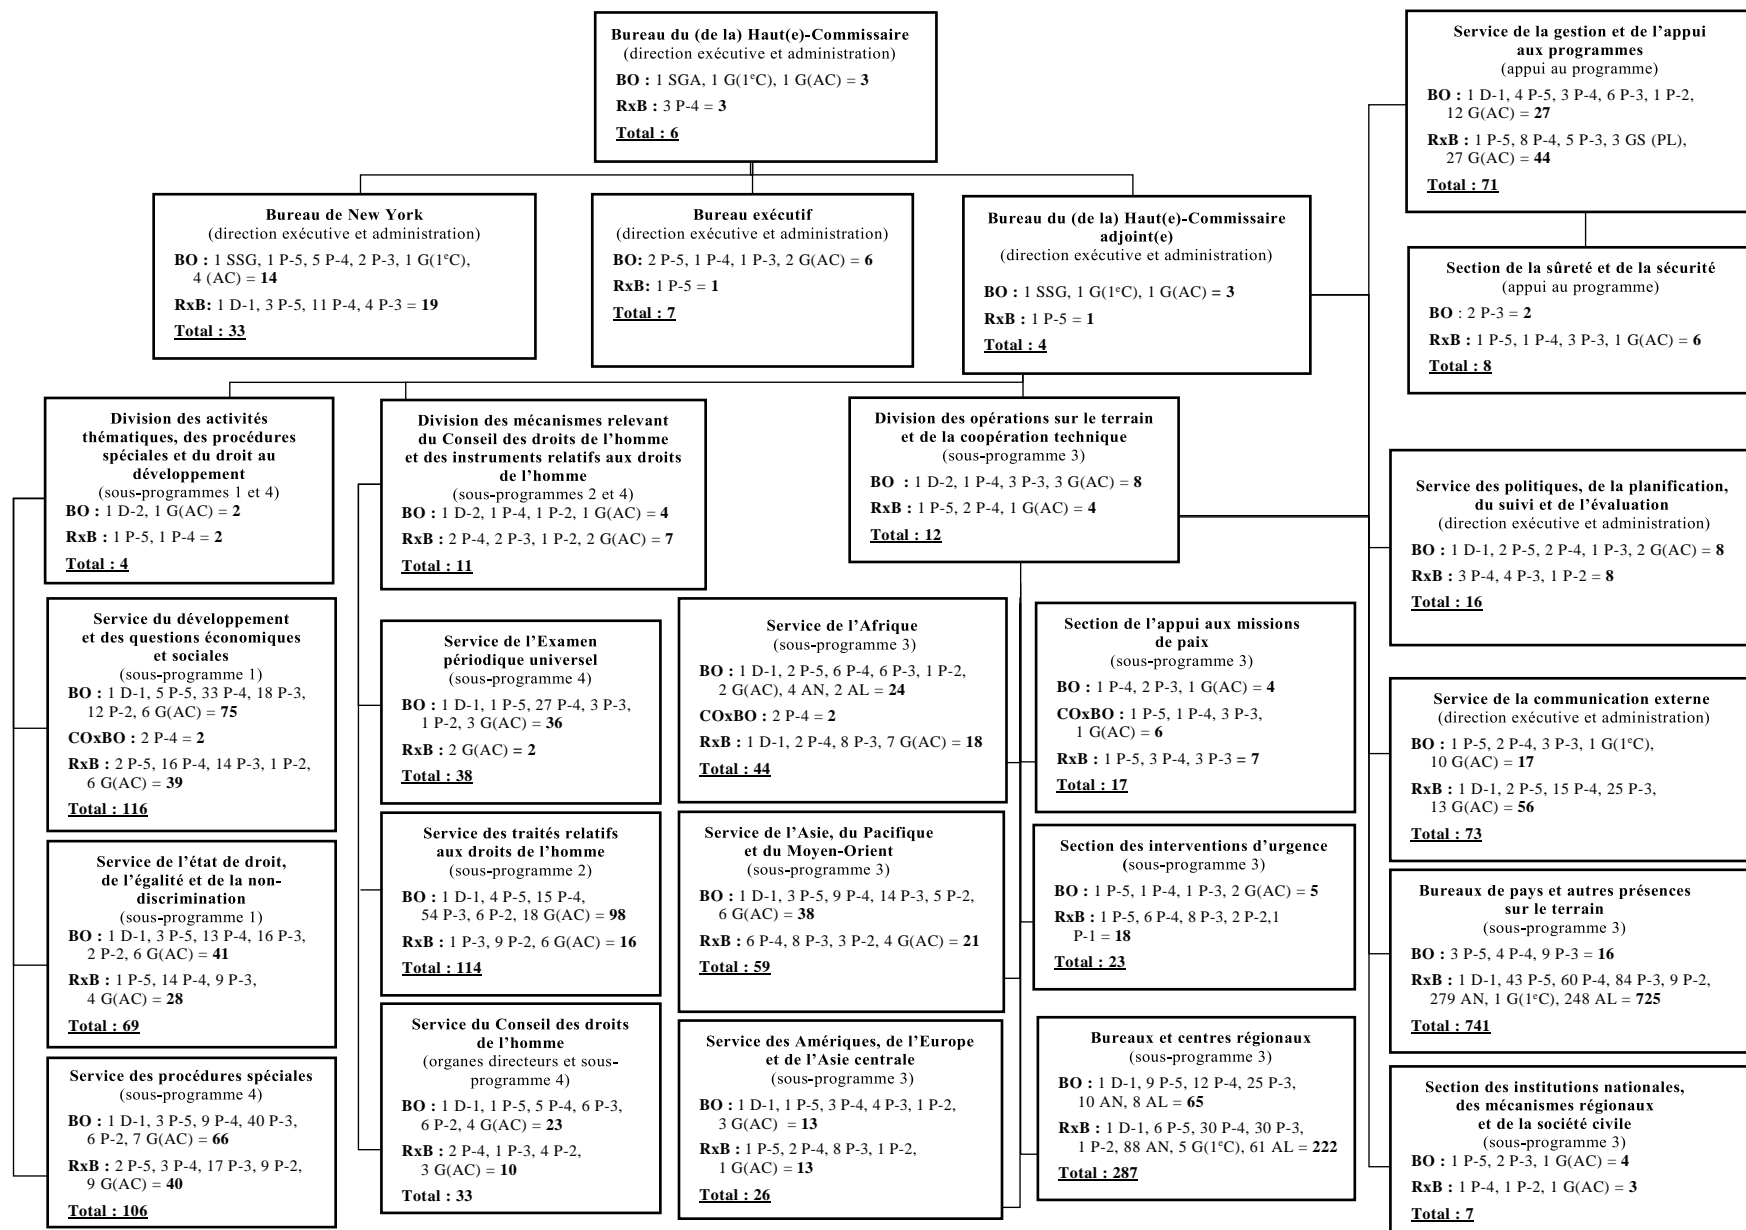 Bureau du (de la) Haut(e)-Commissaire
(direction exécutive et administration)
BO : 1 SGA, 1 G(1ᵉC), 1 G(AC) = 3
RxB : 3 P-4 = 3
Total : 6
Service de la gestion et de l'appui
aux programmes
(appui au programme)
BO : 1 D-1, 4 P-5, 3 P-4, 6 P-3, 1 P-2,
12 G(AC) = 27
RxB : 1 P-5, 8 P-4, 5 P-3, 3 GS (PL),
27 G(AC) = 44
Total : 71
Bureau de New York
(direction exécutive et administration)
BO : 1 SSG, 1 P-5, 5 P-4, 2 P-3, 1 G(1ᵉC),
4 (AC) = 14
RxB : 1 D-1, 3 P-5, 11 P-4, 4 P-3 = 19
Total : 33
Bureau exécutif
(direction exécutive et administration)
BO: 2 P-5, 1 P-4, 1 P-3, 2 G(AC) = 6
RxB: 1 P-5 = 1
Total : 7
Bureau du (de la) Haut(e)-Commissaire
adjoint(e)
(direction exécutive et administration)
BO : 1 SSG, 1 G(1ᵉC), 1 G(AC) = 3
RxB : 1 P-5 = 1
Total : 4
Section de la sûreté et de la sécurité
(appui au programme)
BO : 2 P-3 = 2
RxB : 1 P-5, 1 P-4, 3 P-3, 1 G(AC) = 6
Total : 8
Division des activités
thématiques, des procédures
spéciales et du droit au
développement
(sous-programmes 1 et 4)
BO : 1 D-2, 1 G(AC) = 2
RxB : 1 P-5, 1 P-4 = 2
Total : 4
Division des mécanismes relevant
du Conseil des droits de l'homme
et des instruments relatifs aux droits
de l'homme
(sous-programmes 2 et 4)
BO : 1 D-2, 1 P-4, 1 P-2, 1 G(AC) = 4
RxB : 2 P-4, 2 P-3, 1 P-2, 2 G(AC) = 7
Total : 11
Division des opérations sur le terrain
et de la coopération technique
(sous-programme 3)
BO : 1 D-2, 1 P-4, 3 P-3, 3 G(AC) = 8
RxB : 1 P-5, 2 P-4, 1 G(AC) = 4
Total : 12
Service des politiques, de la planification,
du suivi et de l'évaluation
(direction exécutive et administration)
BO : 1 D-1, 2 P-5, 2 P-4, 1 P-3, 2 G(AC) = 8
RxB : 3 P-4, 4 P-3, 1 P-2 = 8
Total : 16
Service du développement
et des questions économiques
et sociales
(sous-programme 1)
BO : 1 D-1, 5 P-5, 33 P-4, 18 P-3,
12 P-2, 6 G(AC) = 75
COxBO : 2 P-4 = 2
RxB : 2 P-5, 16 P-4, 14 P-3, 1 P-2,
6 G(AC) = 39
Total : 116
Service de l'Examen
périodique universel
(sous-programme 4)
BO : 1 D-1, 1 P-5, 27 P-4, 3 P-3,
1 P-2, 3 G(AC) = 36
RxB : 2 G(AC) = 2
Total : 38
Service de l'Afrique
(sous-programme 3)
BO : 1 D-1, 2 P-5, 6 P-4, 6 P-3, 1 P-2,
2 G(AC), 4 AN, 2 AL = 24
COxBO : 2 P-4 = 2
RxB : 1 D-1, 2 P-4, 8 P-3, 7 G(AC) = 18
Total : 44
Section de l'appui aux missions
de paix
(sous-programme 3)
BO : 1 P-4, 2 P-3, 1 G(AC) = 4
COxBO : 1 P-5, 1 P-4, 3 P-3,
1 G(AC) = 6
RxB : 1 P-5, 3 P-4, 3 P-3 = 7
Total : 17
Service de la communication externe
(direction exécutive et administration)
BO : 1 P-5, 2 P-4, 3 P-3, 1 G(1ᵉC),
10 G(AC) = 17
RxB : 1 D-1, 2 P-5, 15 P-4, 25 P-3,
13 G(AC) = 56
Total : 73
Service de l'état de droit,
de l'égalité et de la non-
discrimination
(sous-programme 1)
BO : 1 D-1, 3 P-5, 13 P-4, 16 P-3,
2 P-2, 6 G(AC) = 41
RxB : 1 P-5, 14 P-4, 9 P-3,
4 G(AC) = 28
Total : 69
Service des traités relatifs
aux droits de l'homme
(sous-programme 2)
BO : 1 D-1, 4 P-5, 15 P-4,
54 P-3, 6 P-2, 18 G(AC) = 98
RxB : 1 P-3, 9 P-2, 6 G(AC) = 16
Total : 114
Service de l'Asie, du Pacifique
et du Moyen-Orient
(sous-programme 3)
BO : 1 D-1, 3 P-5, 9 P-4, 14 P-3, 5 P-2,
6 G(AC) = 38
RxB : 6 P-4, 8 P-3, 3 P-2, 4 G(AC) = 21
Total : 59
Section des interventions d'urgence
(sous-programme 3)
BO : 1 P-5, 1 P-4, 1 P-3, 2 G(AC) = 5
RxB : 1 P-5, 6 P-4, 8 P-3, 2 P-2,1
P-1 = 18
Total : 23
Bureaux de pays et autres présences
sur le terrain
(sous-programme 3)
BO : 3 P-5, 4 P-4, 9 P-3 = 16
RxB : 1 D-1, 43 P-5, 60 P-4, 84 P-3, 9 P-2,
279 AN, 1 G(1ᵉC), 248 AL = 725
Total : 741
Service des procédures spéciales
(sous-programme 4)
BO : 1 D-1, 3 P-5, 9 P-4, 40 P-3,
6 P-2, 7 G(AC) = 66
RxB : 2 P-5, 3 P-4, 17 P-3, 9 P-2,
9 G(AC) = 40
Total : 106
Service du Conseil des droits
de l'homme
(organes directeurs et sous-
programme 4)
BO : 1 D-1, 1 P-5, 5 P-4, 6 P-3,
6 P-2, 4 G(AC) = 23
RxB : 2 P-4, 1 P-3, 4 P-2,
3 G(AC) = 10
Total : 33
Service des Amériques, de l'Europe
et de l'Asie centrale
(sous-programme 3)
BO : 1 D-1, 1 P-5, 3 P-4, 4 P-3, 1 P-2,
3 G(AC) = 13
RxB : 1 P-5, 2 P-4, 8 P-3, 1 P-2,
1 G(AC) = 13
Total : 26
Bureaux et centres régionaux
(sous-programme 3)
BO : 1 D-1, 9 P-5, 12 P-4, 25 P-3,
10 AN, 8 AL = 65
RxB : 1 D-1, 6 P-5, 30 P-4, 30 P-3,
1 P-2, 88 AN, 5 G(1ᵉC), 61 AL = 222
Total : 287
Section des institutions nationales,
des mécanismes régionaux
et de la société civile
(sous-programme 3)
BO : 1 P-5, 2 P-3, 1 G(AC) = 4
RxB : 1 P-4, 1 P-2, 1 G(AC) = 3
Total : 7